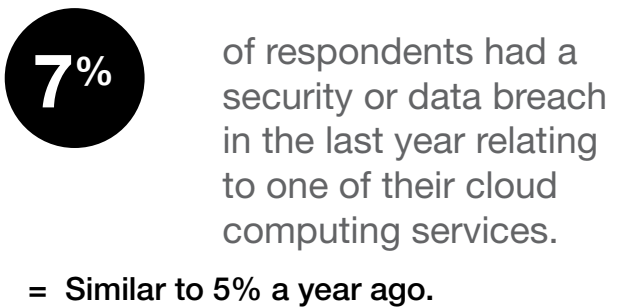 7%
of respondents had a
security or data breach
in the last year relating
to one of their cloud
computing services.
= Similar to 5% a year ago.